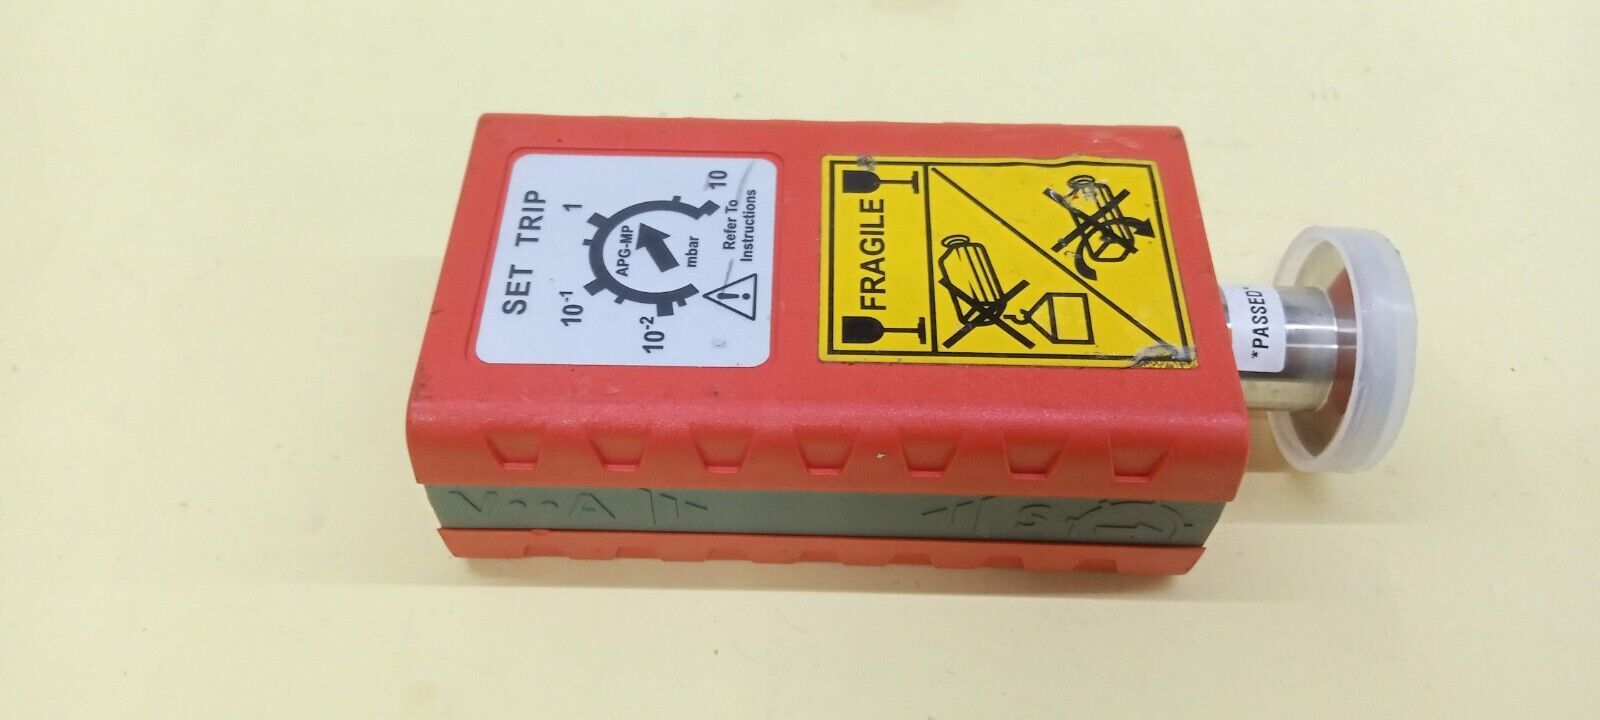 SET TRIP
10⁻²
10⁻¹
1
10
APG-MP
mbar
Refer To
Instructions
FRAGILE
*PASSED*